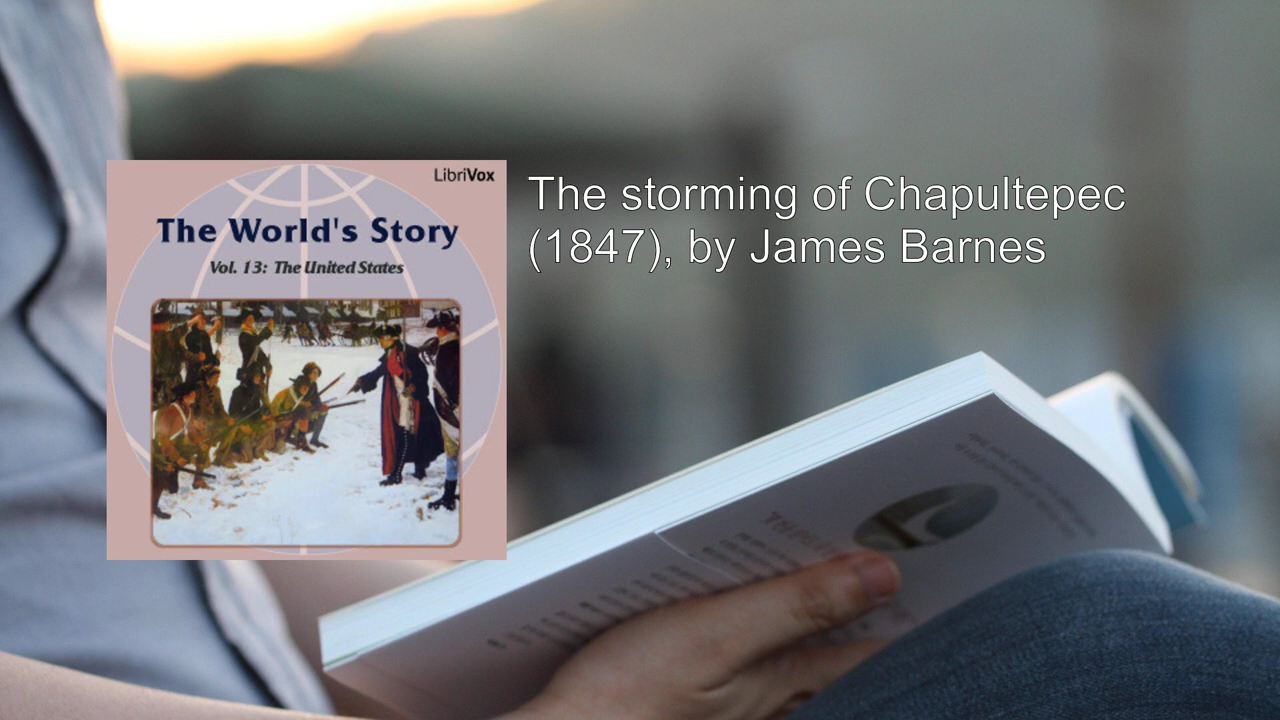 LibriVox
The World's Story
Vol. 13: The United States
The storming of Chapultepec
(1847), by James Barnes